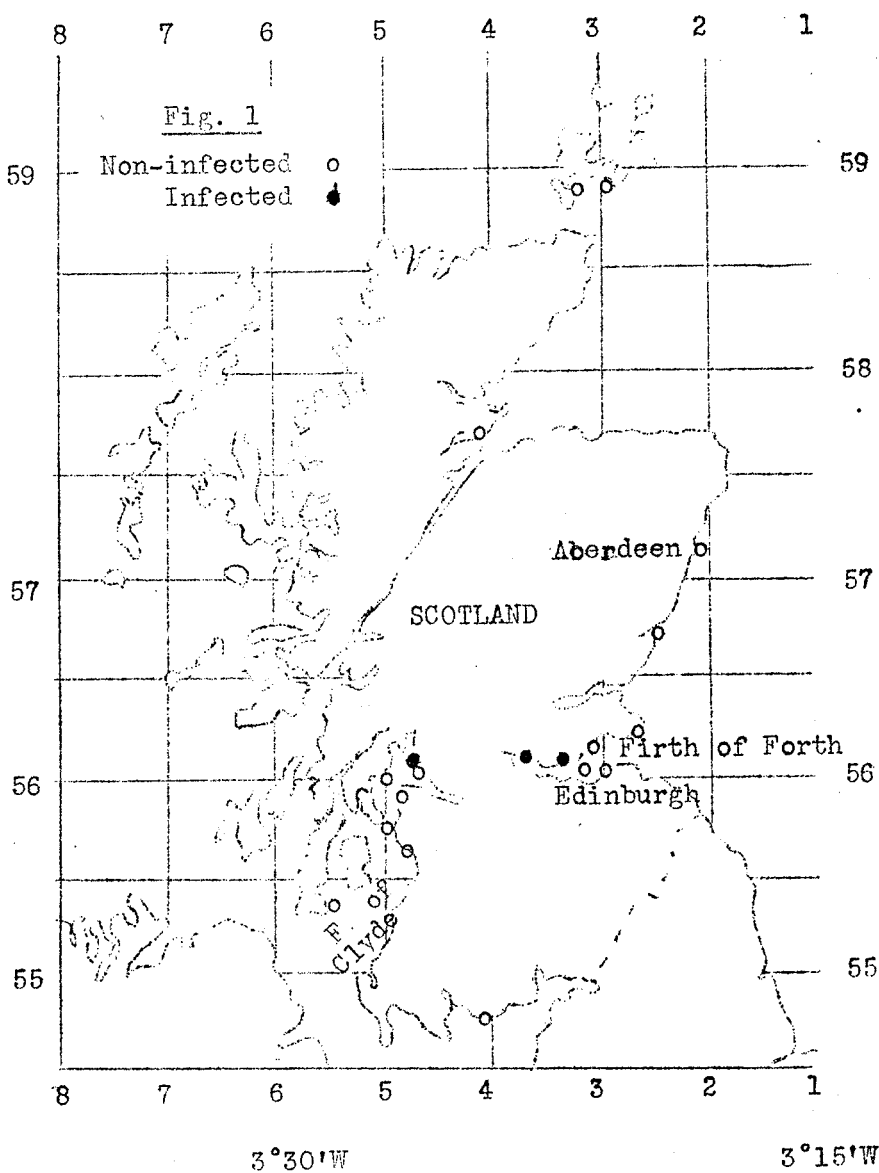 8 7 6 5 4 3 2 1
Fig. 1
59 Non-infected 59
Infected
58
Aberdeen
57 57
SCOTLAND
Firth of Forth
56 56
Edinburgh
F. Clyde
55 55
8 7 6 5 4 3 2 1
3°30'W 3°15'W